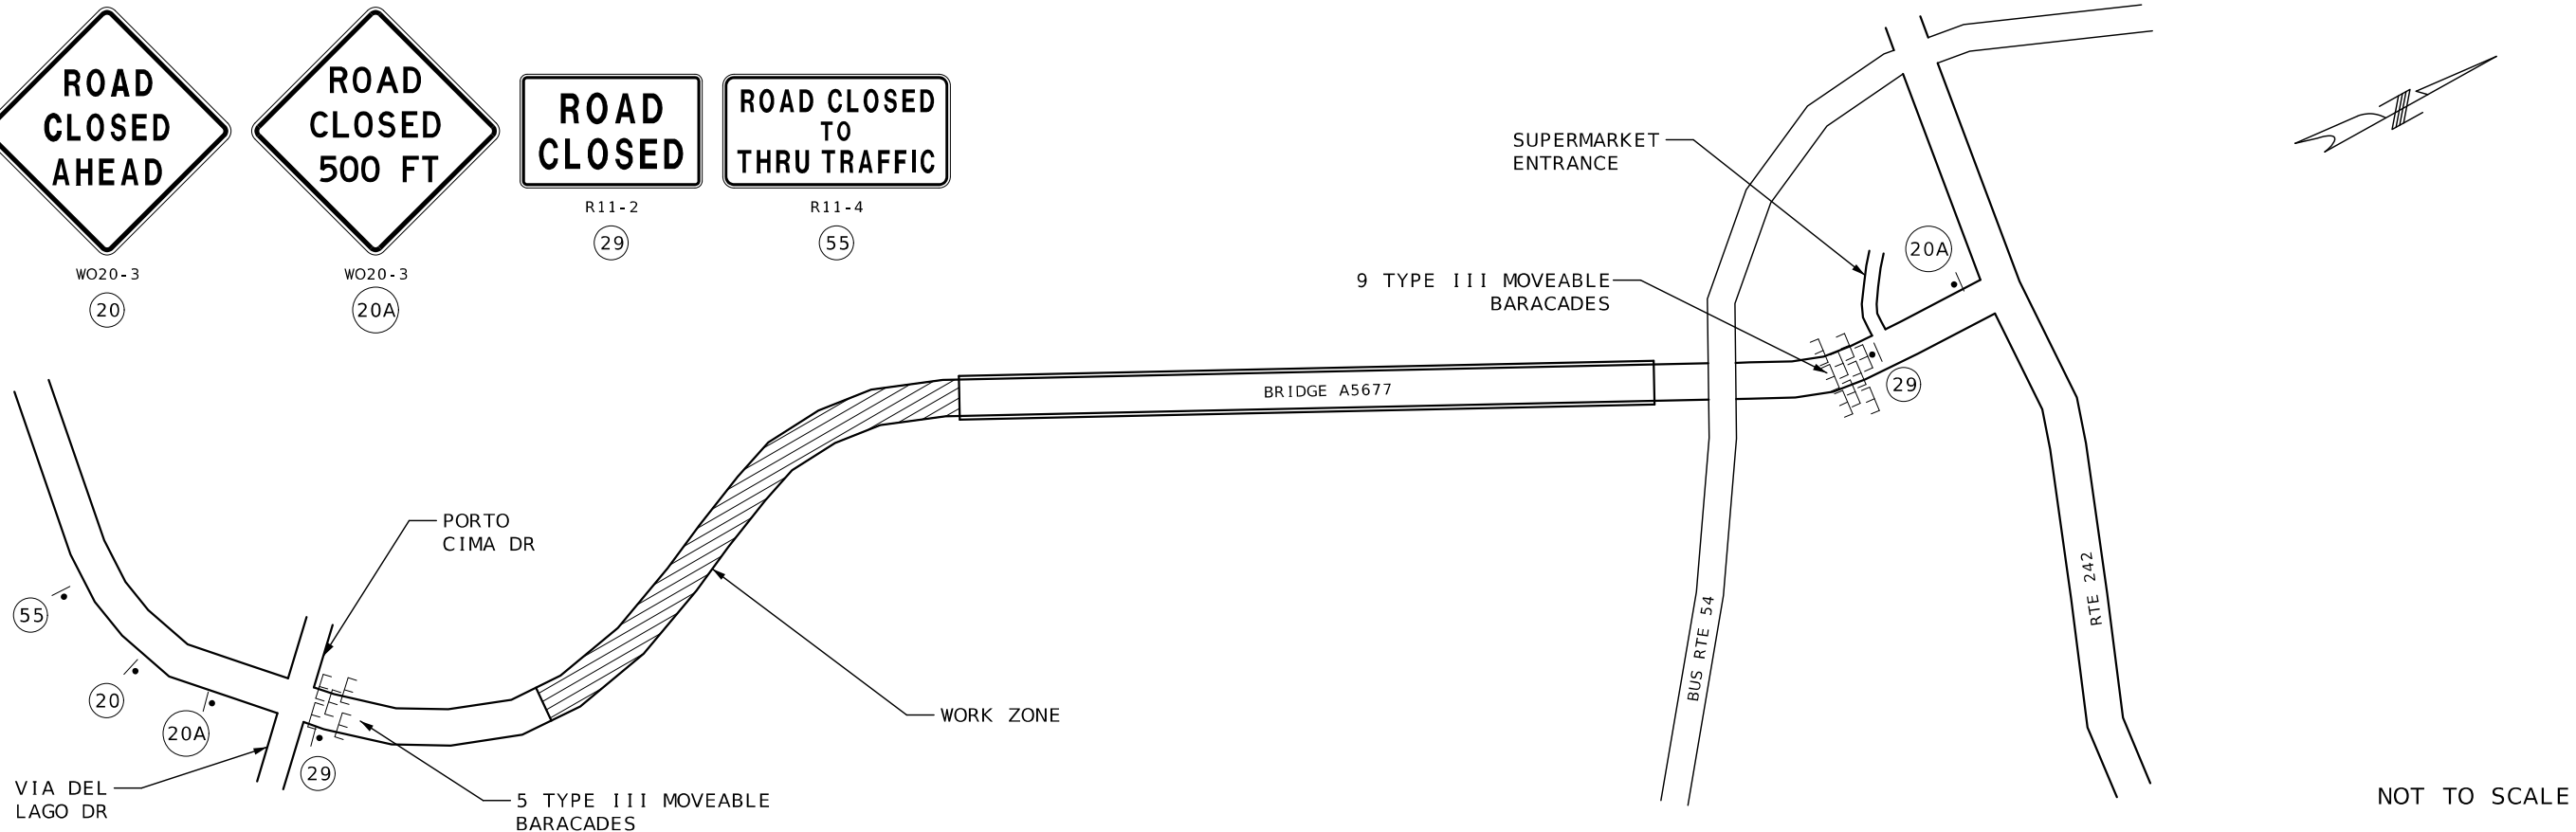 ROAD
CLOSED
AHEAD
WO20-3
20
ROAD
CLOSED
500 FT
WO20-3
20A
ROAD
CLOSED
R11-2
29
ROAD CLOSED
TO
THRU TRAFFIC
R11-4
55
SUPERMARKET
ENTRANCE
20A
9 TYPE III MOVEABLE
BARACADES
29
BRIDGE A5677
PORTO
CIMA DR
55
20
20A
29
VIA DEL
LAGO DR
5 TYPE III MOVEABLE
BARACADES
WORK ZONE
BUS RTE 54
RTE 242
NOT TO SCALE